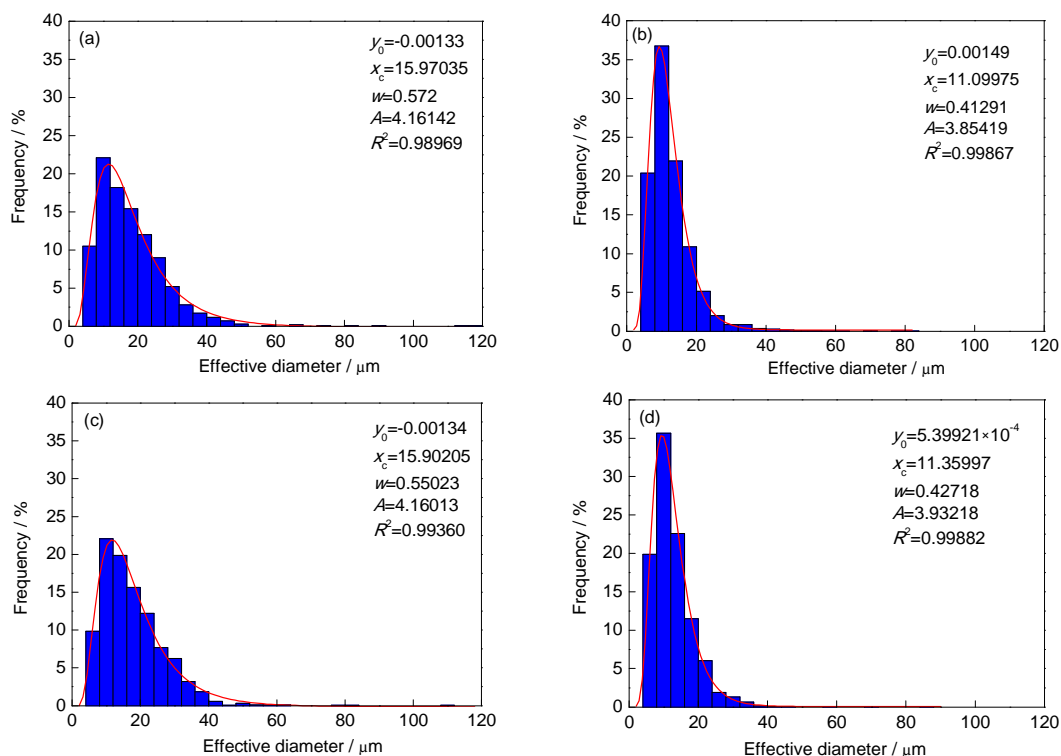 (a)
y0=-0.00133
xc=15.97035
w=0.572
A=4.16142
R2=0.98969
Frequency / %
40
35
30
25
20
15
10
5
0
0 20 40 60 80 100 120
Effective diameter / μm
(b)
y0=0.00149
xc=11.09975
w=0.41291
A=3.85419
R2=0.99867
Frequency / %
40
35
30
25
20
15
10
5
0
0 20 40 60 80 100 120
Effective diameter / μm
(c)
y0=-0.00134
xc=15.90205
w=0.55023
A=4.16013
R2=0.99360
Frequency / %
40
35
30
25
20
15
10
5
0
0 20 40 60 80 100 120
Effective diameter / μm
(d)
y0=5.39921×10-4
xc=11.35997
w=0.42718
A=3.93218
R2=0.99882
Frequency / %
40
35
30
25
20
15
10
5
0
0 20 40 60 80 100 120
Effective diameter / μm